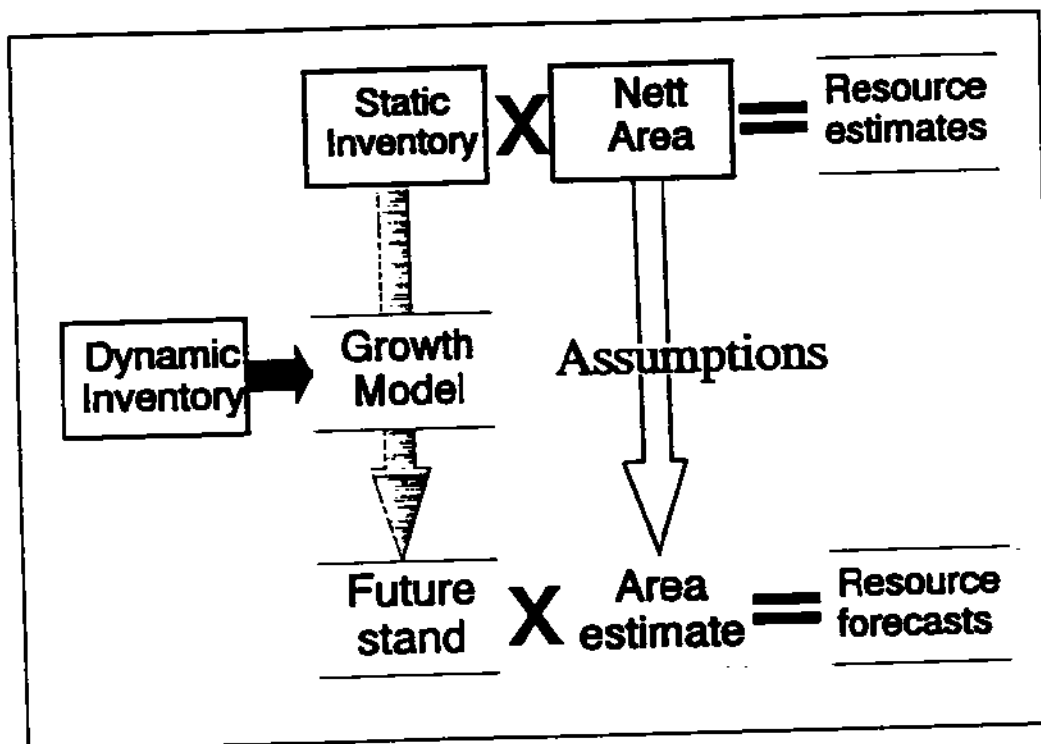 Static
Inventory
X
Nett
Area
=
Resource
estimates
Dynamic
Inventory
Growth
Model
Assumptions
Future
stand
X
Area
estimate
=
Resource
forecasts